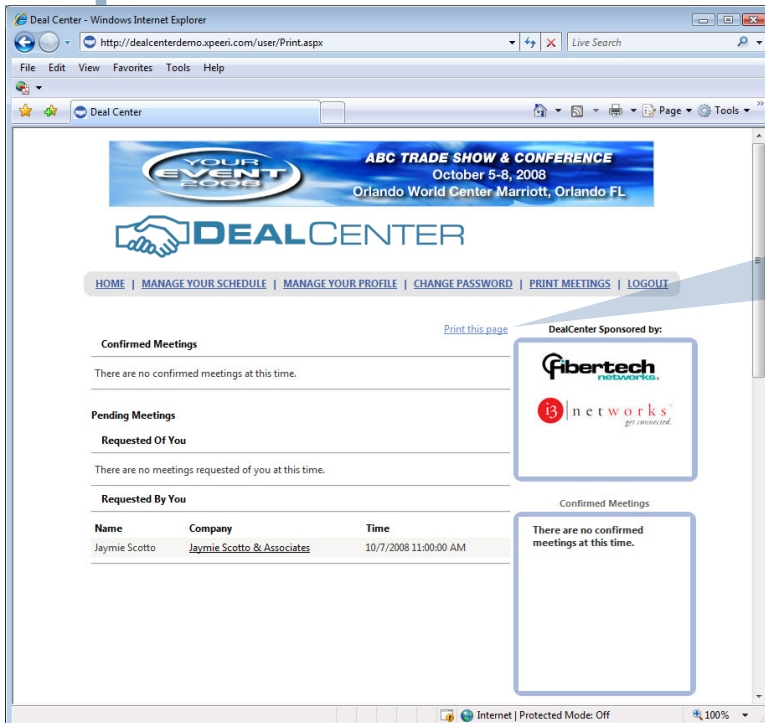 Deal Center - Windows Internet Explorer
http://dealcenterdemo.xpeeri.com/user/Print.aspx
Live Search
File Edit View Favorites Tools Help
Deal Center
Page Tools
YOUR EVENT 2008
ABC TRADE SHOW & CONFERENCE
October 5-8, 2008
Orlando World Center Marriott, Orlando FL
DEALCENTER
HOME | MANAGE YOUR SCHEDULE | MANAGE YOUR PROFILE | CHANGE PASSWORD | PRINT MEETINGS | LOGOUT
Print this page
Confirmed Meetings
There are no confirmed meetings at this time.
Pending Meetings
Requested Of You
There are no meetings requested of you at this time.
Requested By You
Name Company Time
Jaymie Scotto Jaymie Scotto & Associates 10/7/2008 11:00:00 AM
DealCenter Sponsored by:
Fibertech
networks.
i3 networks
get connected.
Confirmed Meetings
There are no confirmed
meetings at this time.
Internet | Protected Mode: Off 100%